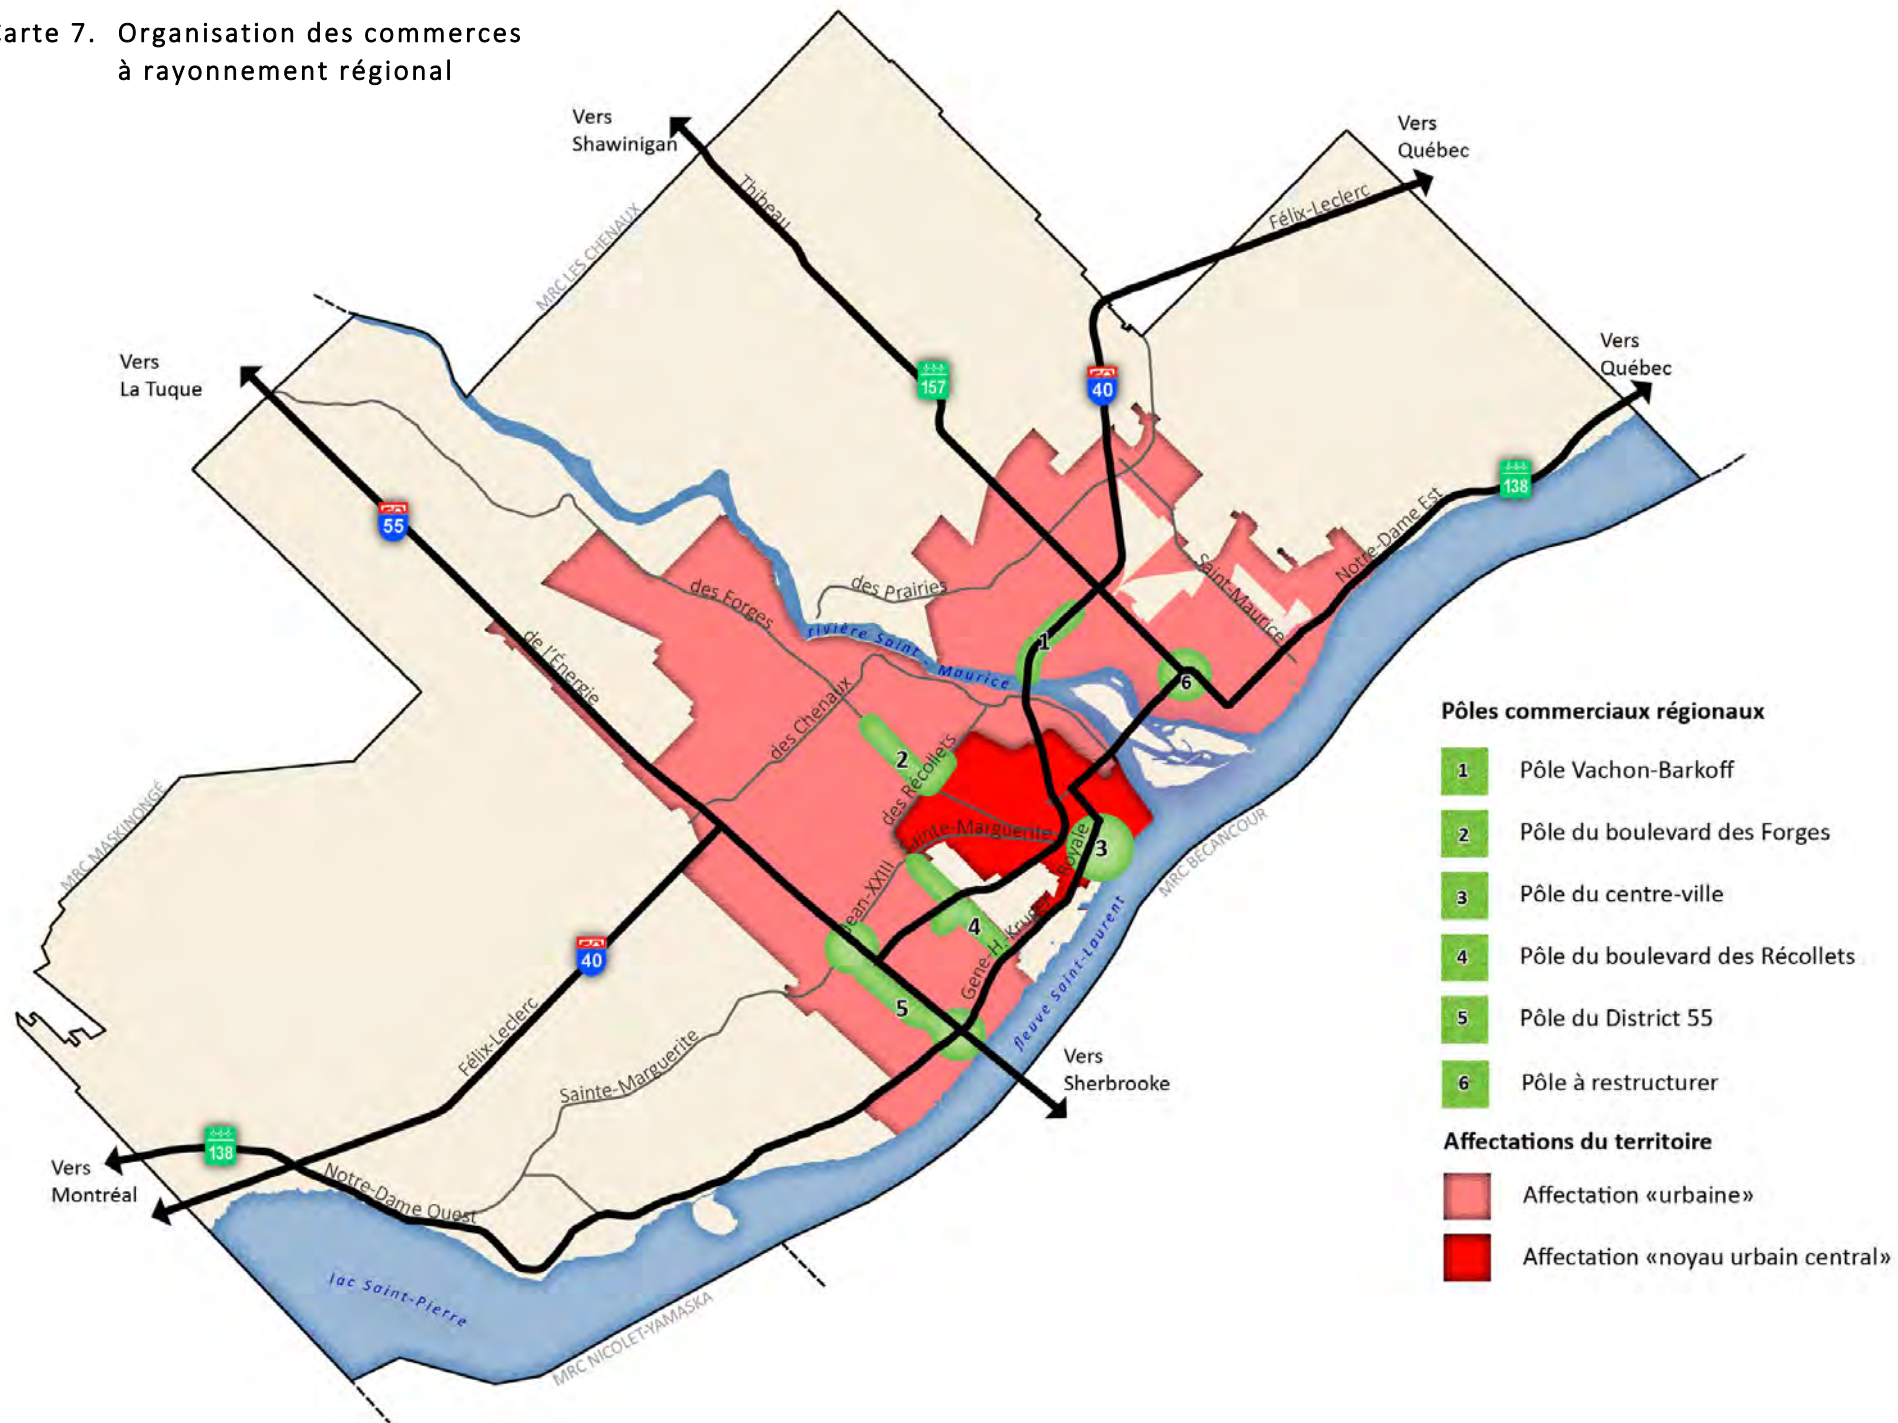 Carte 7. Organisation des commerces
à rayonnement régional
Vers
Shawinigan
Vers
Québec
Thibeau
Félix-Leclerc
MRC LES CHENAUX
Vers
La Tuque
157
40
Vers
Québec
55
138
Notre-Dame Est
des Prairies
des Forges
Saint-Maurice
rivière Saint - Maurice
de l'Énergie
1
6
des Chenaux
2
des Récollets
Sainte-Marguerite
Royale
3
MRC MASKINONGÉ
MRC BÉCANCOUR
Jean-XXIII
4
Gene-H.-Kruger
fleuve Saint-Laurent
40
5
Félix-Leclerc
Sainte-Marguerite
Vers
Sherbrooke
138
Vers
Montréal
Notre-Dame Ouest
lac Saint-Pierre
MRC NICOLET-YAMASKA
Pôles commerciaux régionaux
1 Pôle Vachon-Barkoff
2 Pôle du boulevard des Forges
3 Pôle du centre-ville
4 Pôle du boulevard des Récollets
5 Pôle du District 55
6 Pôle à restructurer
Affectations du territoire
Affectation «urbaine»
Affectation «noyau urbain central»